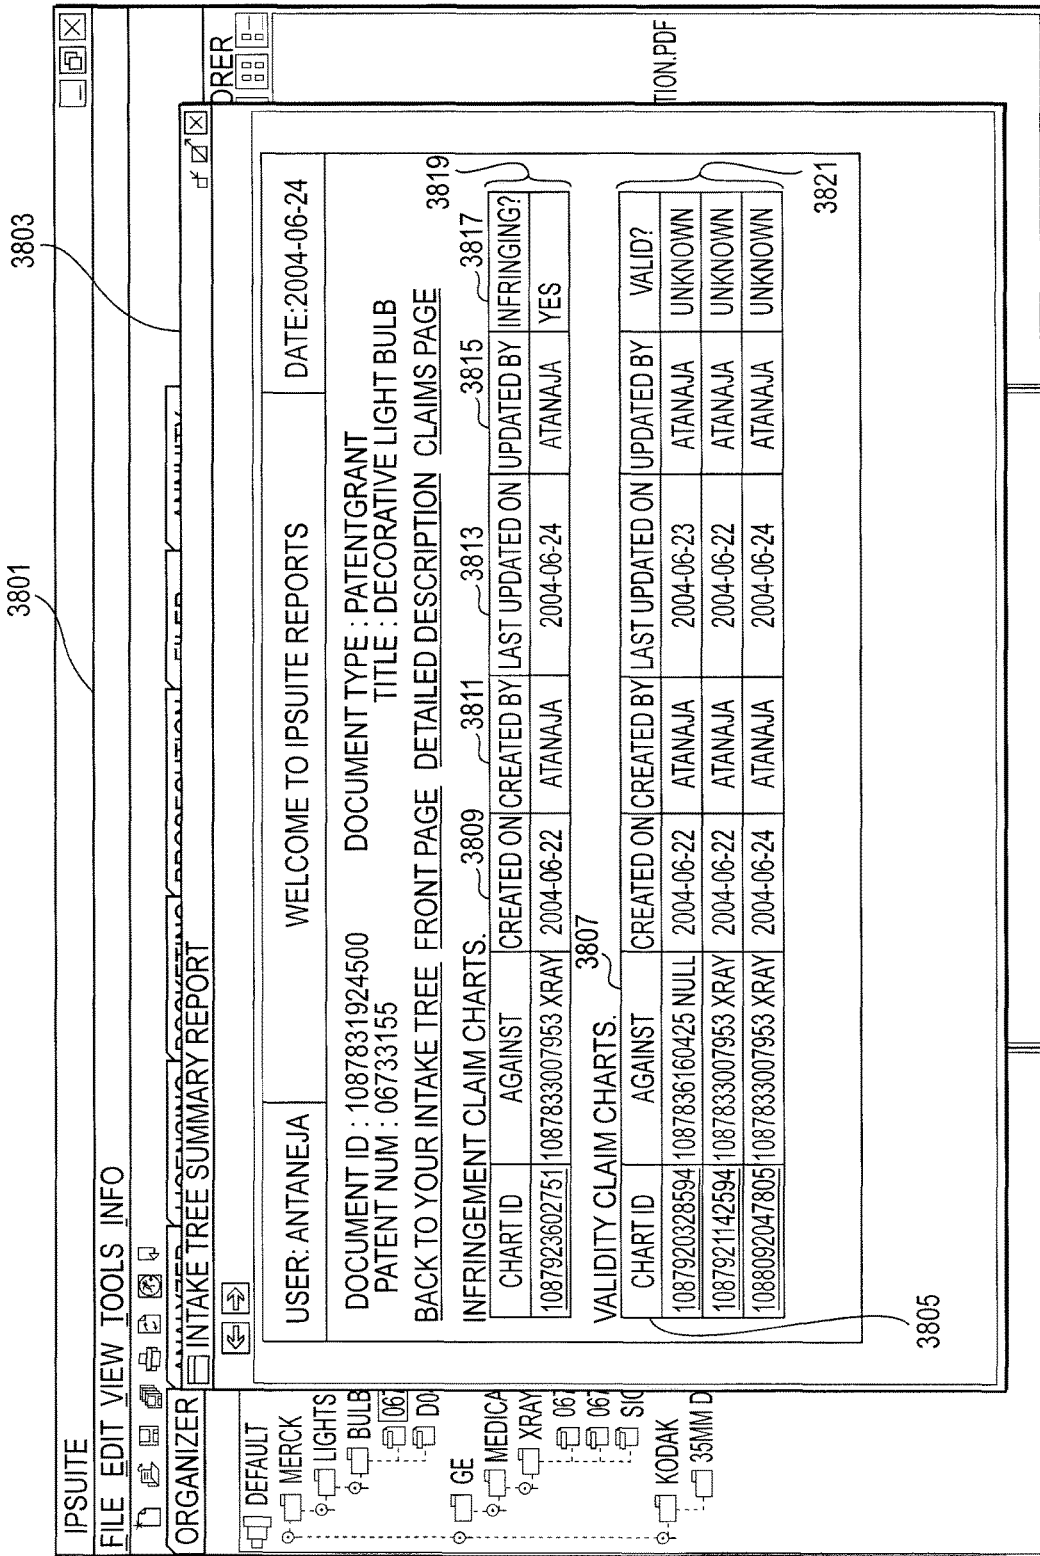 3801
3803
IPSUITE
FILE EDIT VIEW TOOLS INFO
ORGANIZER
INTAKE TREE SUMMARY REPORT
DEFAULT
MERCK
LIGHTS
BULB
067
D0
GE
MEDICA
XRAY
067
067
SIG
KODAK
35MM D
TION.PDF
USER: ANTANEJA WELCOME TO IPSUITE REPORTS DATE:2004-06-24
DOCUMENT ID : 1087831924500 DOCUMENT TYPE : PATENTGRANT
PATENT NUM : 06733155 TITLE : DECORATIVE LIGHT BULB
BACK TO YOUR INTAKE TREE FRONT PAGE DETAILED DESCRIPTION CLAIMS PAGE
INFRINGEMENT CLAIM CHARTS. 3809 3811 3813 3815 3817 3819
CHART ID AGAINST CREATED ON CREATED BY LAST UPDATED ON UPDATED BY INFRINGING?
1087923602751 1087833007953 XRAY 2004-06-22 ATANAJA 2004-06-24 ATANAJA YES
VALIDITY CLAIM CHARTS. 3807
CHART ID AGAINST CREATED ON CREATED BY LAST UPDATED ON UPDATED BY VALID?
1087920328594 1087836160425 NULL 2004-06-22 ATANAJA 2004-06-23 ATANAJA UNKNOWN
1087921142594 1087833007953 XRAY 2004-06-22 ATANAJA 2004-06-22 ATANAJA UNKNOWN
1088092047805 1087833007953 XRAY 2004-06-24 ATANAJA 2004-06-24 ATANAJA UNKNOWN
3805
3821